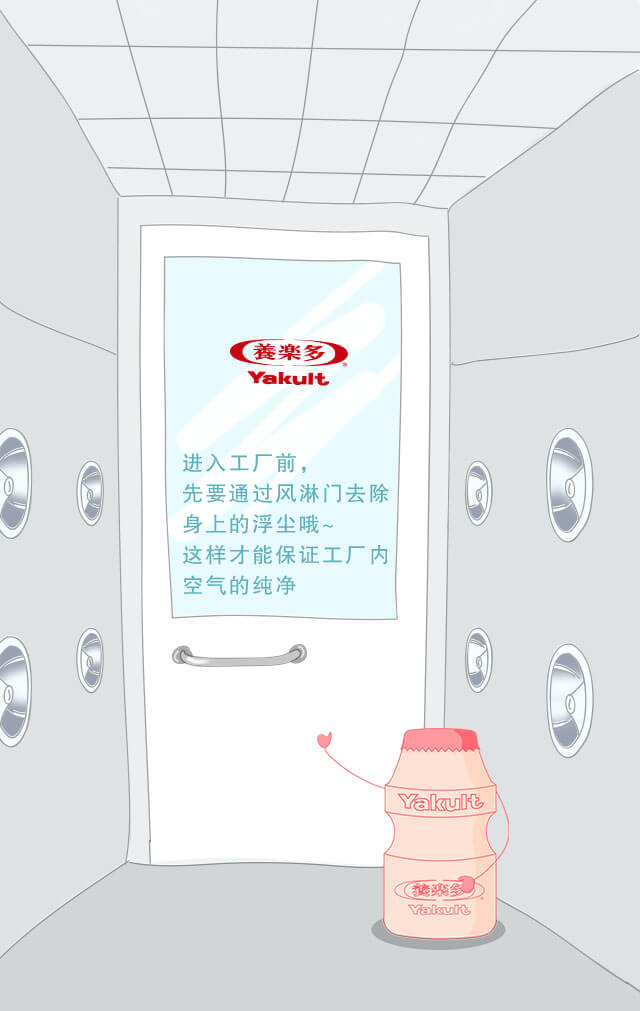 養楽多
Yakult
进入工厂前，
先要通过风淋门去除
身上的浮尘哦~
这样才能保证工厂内
空气的纯净
Yakult
養楽多
Yakult